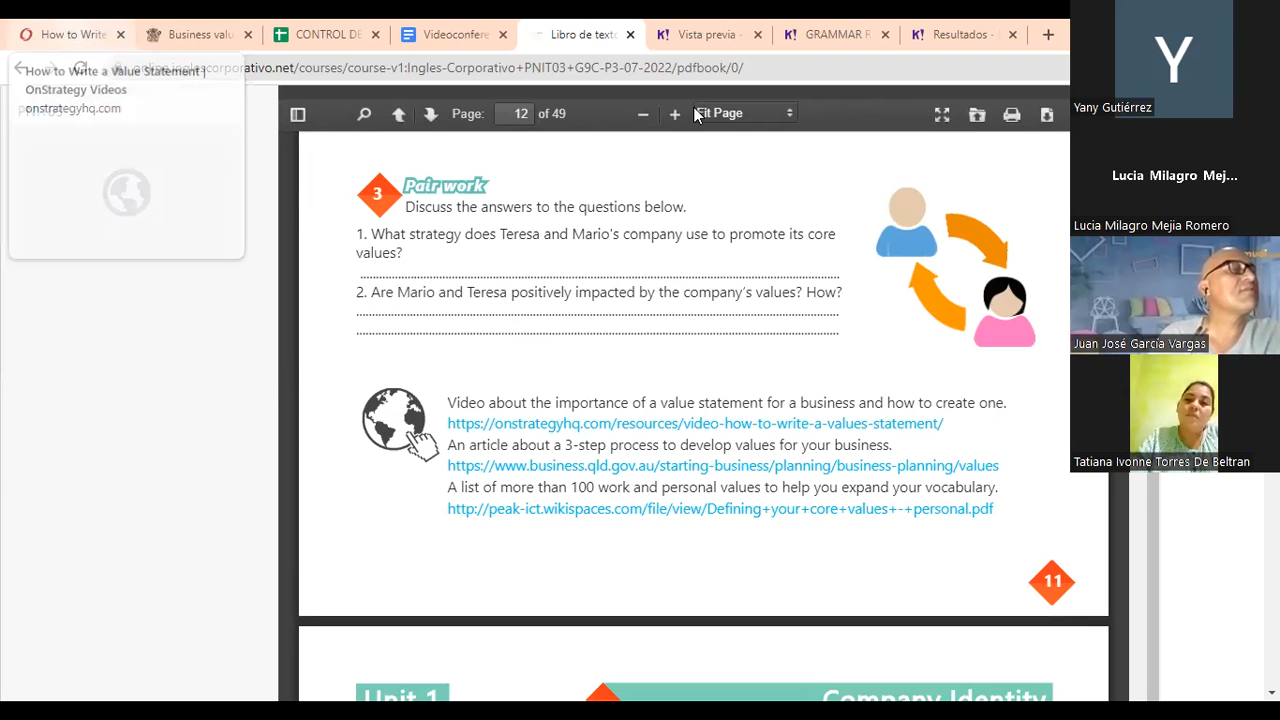 How to Write
Business valu
CONTROL DE
Videoconfere
Libro de texto
Vista previa -
GRAMMAR R
Resultados -
How to Write a Value Statement |
OnStrategy Videos
onstrategyhq.com
online.inglescorporativo.net/courses/course-v1:Ingles-Corporativo+PNIT03+G9C-P3-07-2022/pdfbook/0/
Page: 12 of 49
Fit Page
3
Pair work
Discuss the answers to the questions below.
1. What strategy does Teresa and Mario's company use to promote its core
values?
2. Are Mario and Teresa positively impacted by the company's values? How?
Video about the importance of a value statement for a business and how to create one.
https://onstrategyhq.com/resources/video-how-to-write-a-values-statement/
An article about a 3-step process to develop values for your business.
https://www.business.qld.gov.au/starting-business/planning/business-planning/values
A list of more than 100 work and personal values to help you expand your vocabulary.
http://peak-ict.wikispaces.com/file/view/Defining+your+core+values+-+personal.pdf
11
Unit 1
Company Identity
Y
Yany Gutiérrez
Lucia Milagro Mej...
Lucia Milagro Mejia Romero
Juan José García Vargas
Tatiana Ivonne Torres De Beltran